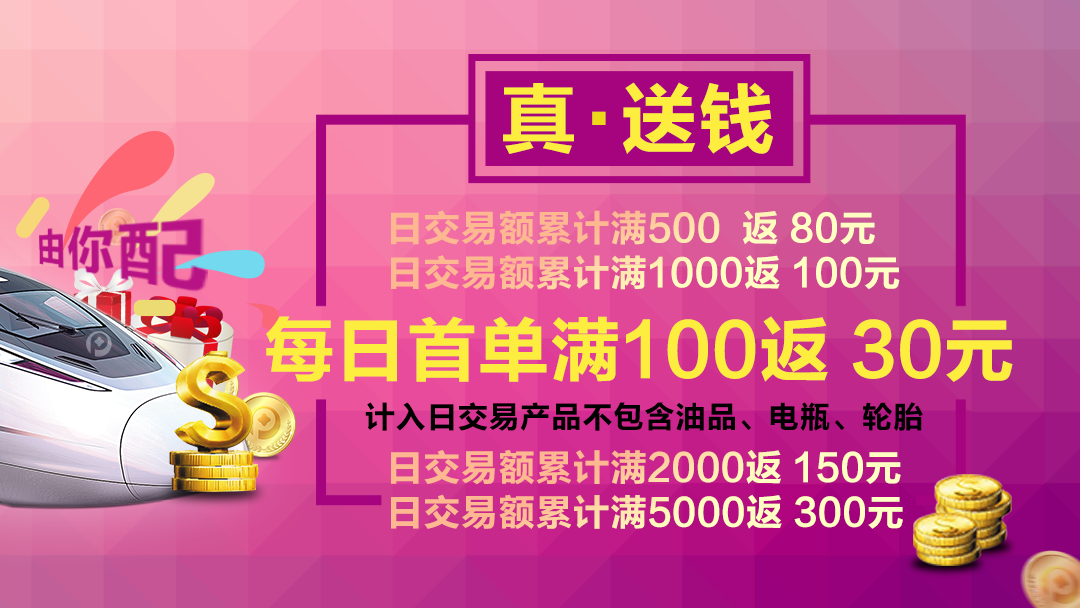 真·送钱
由你配
日交易额累计满500 返 80元
日交易额累计满1000返 100元
每日首单满100返 30元
计入日交易产品不包含油品、电瓶、轮胎
日交易额累计满2000返 150元
日交易额累计满5000返 300元